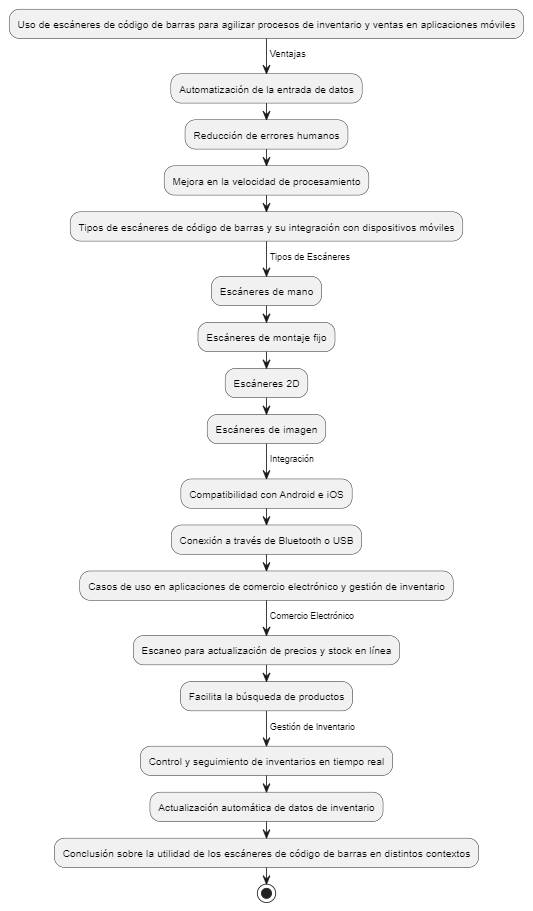 Uso de escáneres de código de barras para agilizar procesos de inventario y ventas en aplicaciones móviles
Ventajas
Automatización de la entrada de datos
Reducción de errores humanos
Mejora en la velocidad de procesamiento
Tipos de escáneres de código de barras y su integración con dispositivos móviles
Tipos de Escáneres
Escáneres de mano
Escáneres de montaje fijo
Escáneres 2D
Escáneres de imagen
Integración
Compatibilidad con Android e iOS
Conexión a través de Bluetooth o USB
Casos de uso en aplicaciones de comercio electrónico y gestión de inventario
Comercio Electrónico
Escaneo para actualización de precios y stock en línea
Facilita la búsqueda de productos
Gestión de Inventario
Control y seguimiento de inventarios en tiempo real
Actualización automática de datos de inventario
Conclusión sobre la utilidad de los escáneres de código de barras en distintos contextos